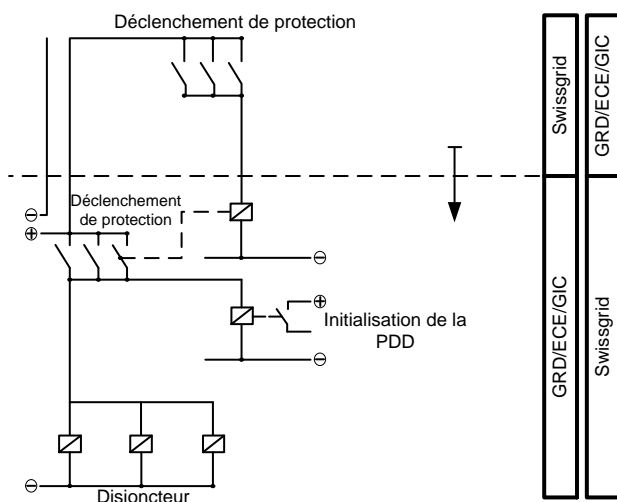 Déclenchement de protection
Swissgrid
GRD/ECE/GIC
Déclenchement
de protection
Initialisation de la
PDD
GRD/ECE/GIC
Swissgrid
Disjoncteur